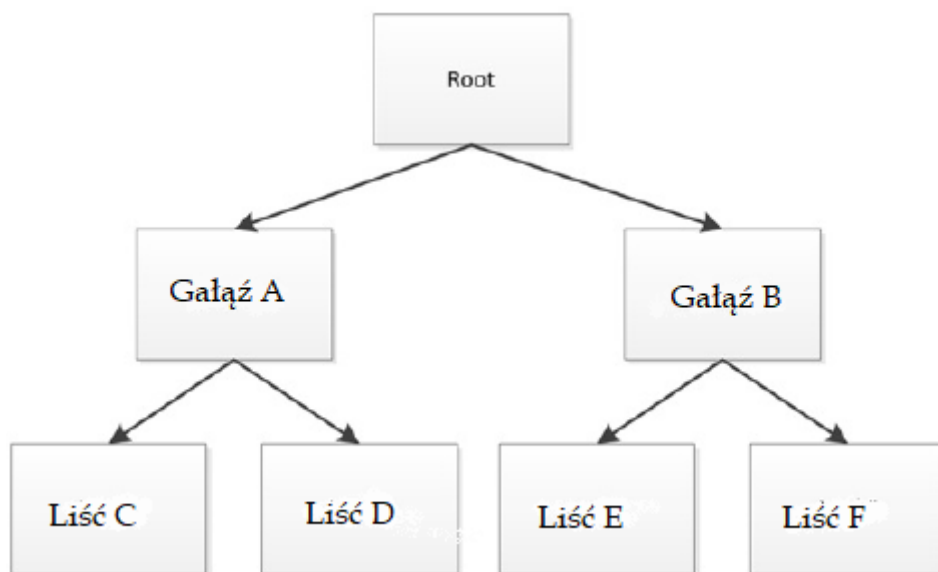 Root
Gałąź A
Gałąź B
Liść C
Liść D
Liść E
Liść F